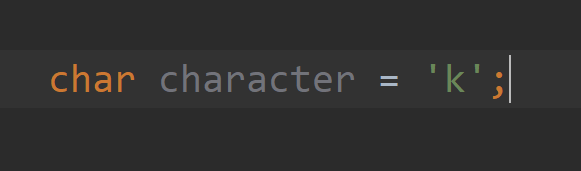 char character = 'k';